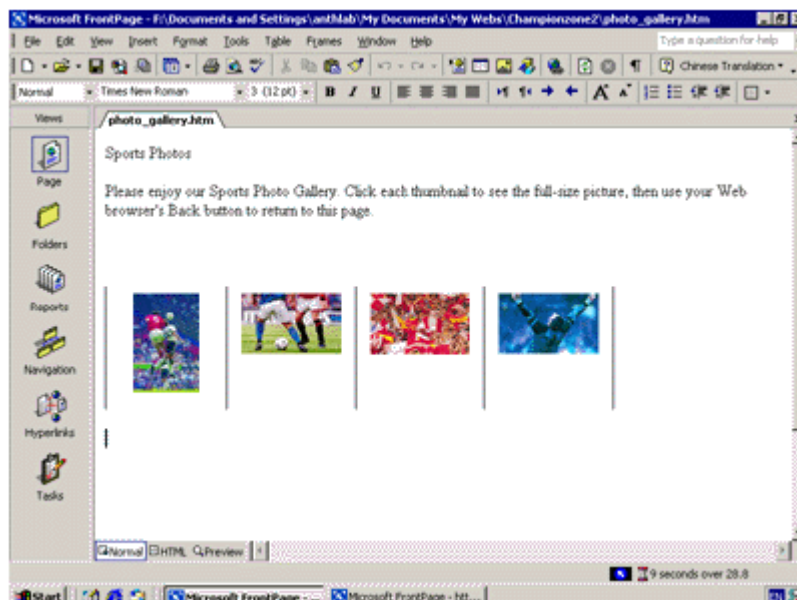 Microsoft FrontPage - F:\Documents and Settings\anthlab\My Documents\My Webs\Championzone2\photo_gallery.htm
File Edit View Insert Format Tools Table Frames Window Help
Type a question for help
Chinese Translation
Normal Times New Roman 3 (12 pt) B I U A A
Views
photo_gallery.htm
Sports Photos
Page
Please enjoy our Sports Photo Gallery. Click each thumbnail to see the full-size picture, then use your Web
browser's Back button to return to this page.
Folders
Reports
Navigation
Hyperlinks
Tasks
Normal HTML Preview
9 seconds over 28.8
Start Microsoft FrontPage - ... Microsoft FrontPage - htt... EN